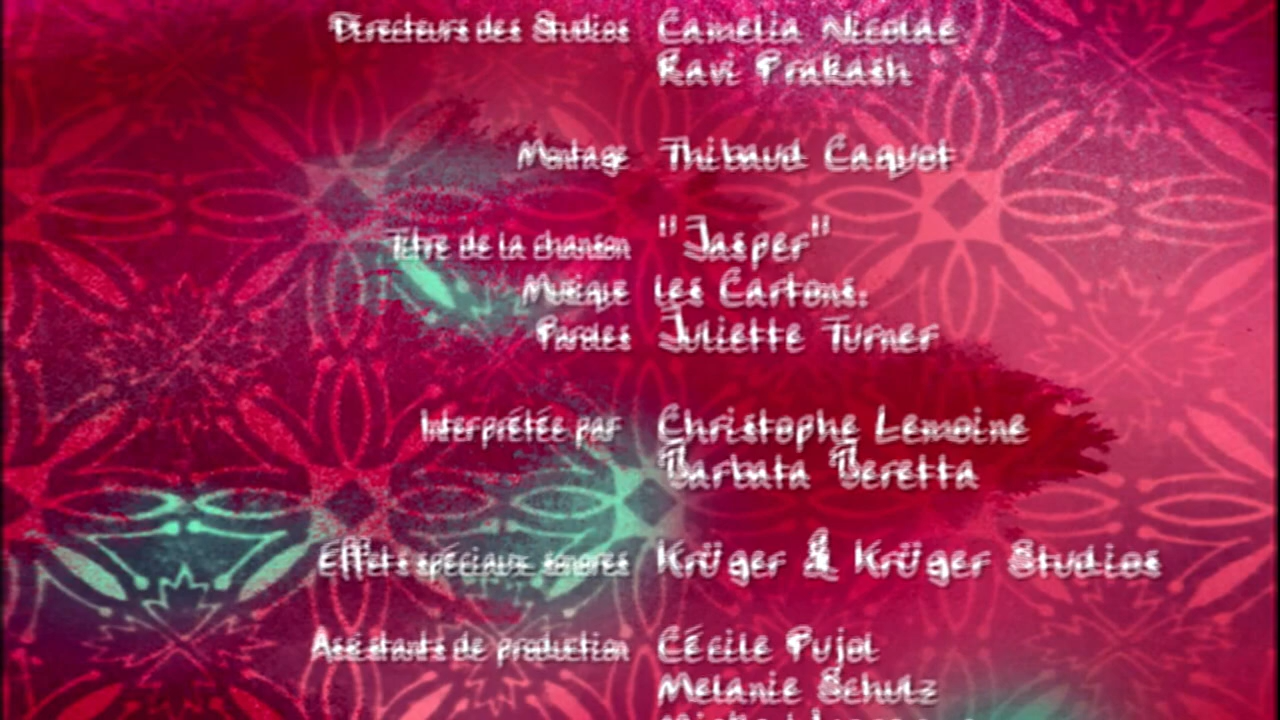 Directeurs des Studios Camelia Nicolae
Ravi Prakash
Montage Thibaud Caquot
Titre de la chanson "Jasper"
Musique Les Cartons:
Paroles Juliette Turner
Interprétée par Christophe Lemoine
Barbara Beretta
Effets spéciaux sonores Krüger & Krüger Studios
Assistants de production Cécile Pujol
Melanie Schulz